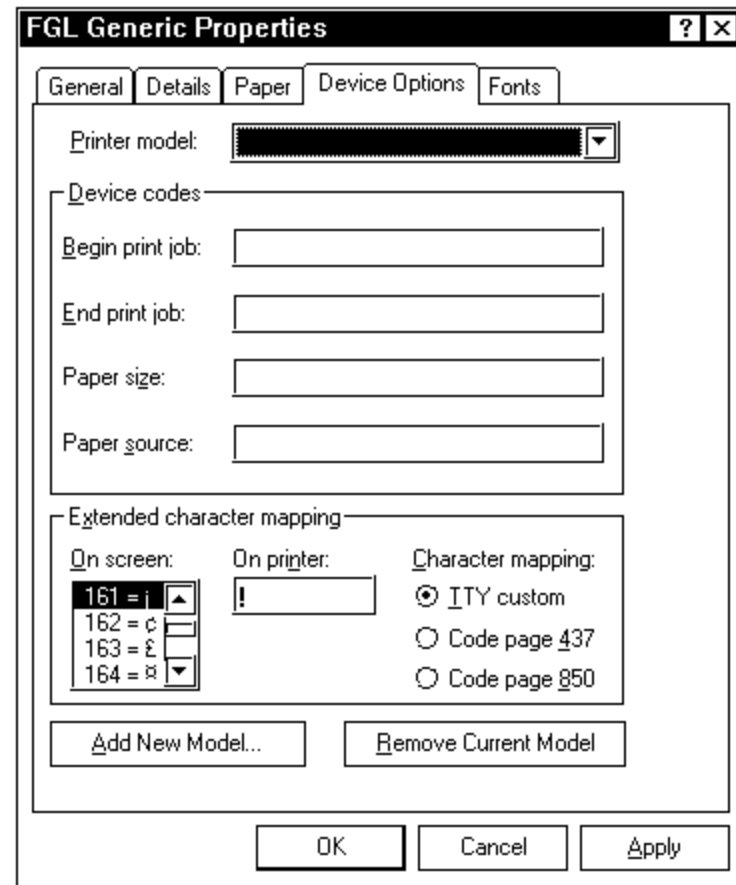 FGL Generic Properties ? ×
General Details Paper Device Options Fonts
Printer model:
Device codes
Begin print job:
End print job:
Paper size:
Paper source:
Extended character mapping
On screen: On printer: Character mapping:
161 = ¡ ! TTY custom
162 = ¢
163 = £ Code page 437
164 = ¤ Code page 850
Add New Model... Remove Current Model
OK Cancel Apply